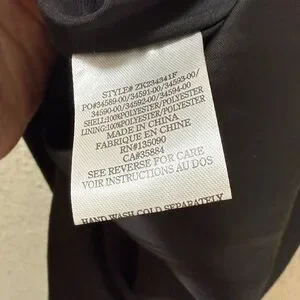 STYLE# ZK234341F
PO#34589-00/34591-00/34593-00/
34590-00/34592-00/34594-00
SHELL:100%POLYESTER/POLYESTER
LINING:100%POLYESTER/POLYESTER
MADE IN CHINA
FABRIQUE EN CHINE
RN#135090
CA#35884
SEE REVERSE FOR CARE
VOIR INSTRUCTIONS AU DOS
HAND WASH COLD SEPARATELY